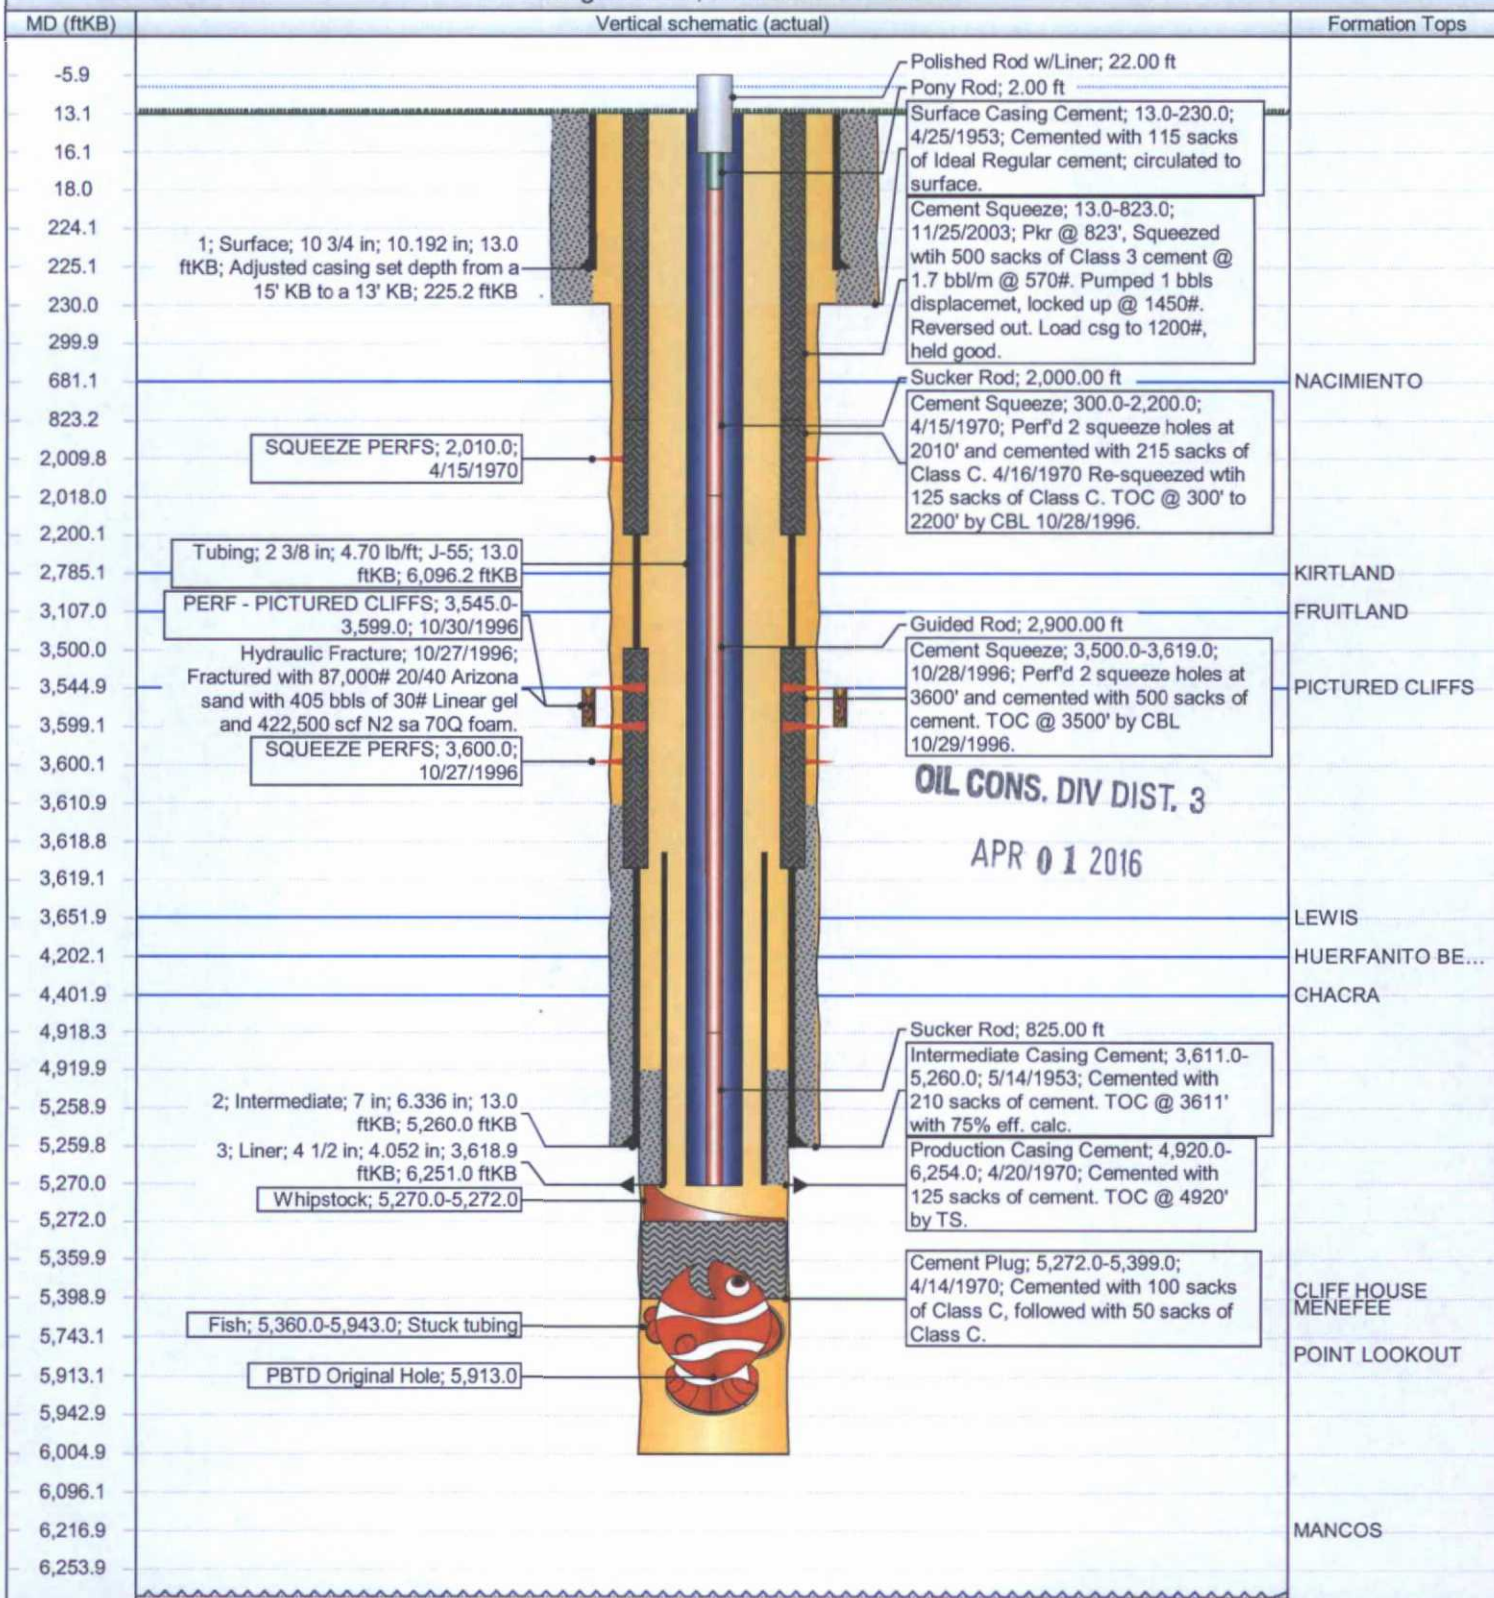 MD (ftKB)
Vertical schematic (actual)
Formation Tops
-5.9
13.1
16.1
18.0
224.1
225.1
230.0
299.9
681.1
823.2
2,009.8
2,018.0
2,200.1
2,785.1
3,107.0
3,500.0
3,544.9
3,599.1
3,600.1
3,610.9
3,618.8
3,619.1
3,651.9
4,202.1
4,401.9
4,918.3
4,919.9
5,258.9
5,259.8
5,270.0
5,272.0
5,359.9
5,398.9
5,743.1
5,913.1
5,942.9
6,004.9
6,096.1
6,216.9
6,253.9
1; Surface; 10 3/4 in; 10.192 in; 13.0
ftKB; Adjusted casing set depth from a
15' KB to a 13' KB; 225.2 ftKB
SQUEEZE PERFS; 2,010.0;
4/15/1970
Tubing; 2 3/8 in; 4.70 lb/ft; J-55; 13.0
ftKB; 6,096.2 ftKB
PERF - PICTURED CLIFFS; 3,545.0-
3,599.0; 10/30/1996
Hydraulic Fracture; 10/27/1996;
Fractured with 87,000# 20/40 Arizona
sand with 405 bbls of 30# Linear gel
and 422,500 scf N2 sa 70Q foam.
SQUEEZE PERFS; 3,600.0;
10/27/1996
2; Intermediate; 7 in; 6.336 in; 13.0
ftKB; 5,260.0 ftKB
3; Liner; 4 1/2 in; 4.052 in; 3,618.9
ftKB; 6,251.0 ftKB
Whipstock; 5,270.0-5,272.0
Fish; 5,360.0-5,943.0; Stuck tubing
PBTD Original Hole; 5,913.0
Polished Rod w/Liner; 22.00 ft
Pony Rod; 2.00 ft
Surface Casing Cement; 13.0-230.0;
4/25/1953; Cemented with 115 sacks
of Ideal Regular cement; circulated to
surface.
Cement Squeeze; 13.0-823.0;
11/25/2003; Pkr @ 823', Squeezed
wtih 500 sacks of Class 3 cement @
1.7 bbl/m @ 570#. Pumped 1 bbls
displacemet, locked up @ 1450#.
Reversed out. Load csg to 1200#,
held good.
Sucker Rod; 2,000.00 ft
Cement Squeeze; 300.0-2,200.0;
4/15/1970; Perf'd 2 squeeze holes at
2010' and cemented with 215 sacks of
Class C. 4/16/1970 Re-squeezed wtih
125 sacks of Class C. TOC @ 300' to
2200' by CBL 10/28/1996.
Guided Rod; 2,900.00 ft
Cement Squeeze; 3,500.0-3,619.0;
10/28/1996; Perf'd 2 squeeze holes at
3600' and cemented with 500 sacks of
cement. TOC @ 3500' by CBL
10/29/1996.
OIL CONS. DIV DIST. 3
APR 01 2016
Sucker Rod; 825.00 ft
Intermediate Casing Cement; 3,611.0-
5,260.0; 5/14/1953; Cemented with
210 sacks of cement. TOC @ 3611'
with 75% eff. calc.
Production Casing Cement; 4,920.0-
6,254.0; 4/20/1970; Cemented with
125 sacks of cement. TOC @ 4920'
by TS.
Cement Plug; 5,272.0-5,399.0;
4/14/1970; Cemented with 100 sacks
of Class C, followed with 50 sacks of
Class C.
NACIMIENTO
KIRTLAND
FRUITLAND
PICTURED CLIFFS
LEWIS
HUERFANITO BE...
CHACRA
CLIFF HOUSE
MENEFEE
POINT LOOKOUT
MANCOS